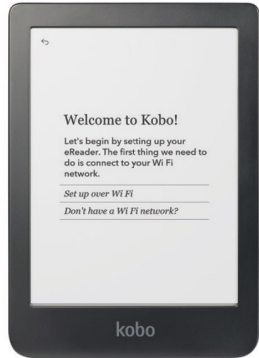 Welcome to Kobo!
Let's begin by setting up your
eReader. The first thing we need to
do is connect to your Wi Fi
network.
Set up over Wi Fi
Don't have a Wi Fi network?
kobo